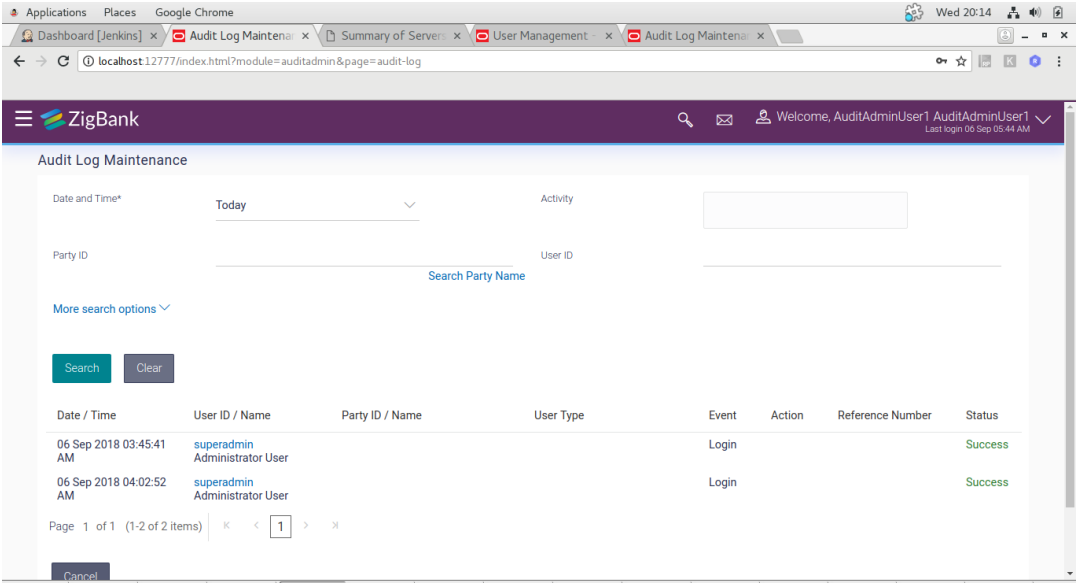 Applications Places Google Chrome Wed 20:14
Dashboard [Jenkins] Audit Log Maintenan Summary of Servers User Management - Audit Log Maintenan
localhost:12777/index.html?module=auditadmin&page=audit-log
ZigBank Welcome, AuditAdminUser1 AuditAdminUser1
Last login 06 Sep 05:44 AM
Audit Log Maintenance
Date and Time* Today Activity
Party ID User ID
Search Party Name
More search options
Search Clear
Date / Time User ID / Name Party ID / Name User Type Event Action Reference Number Status
06 Sep 2018 03:45:41 superadmin Login Success
AM Administrator User
06 Sep 2018 04:02:52 superadmin Login Success
AM Administrator User
Page 1 of 1 (1-2 of 2 items) 1
Cancel